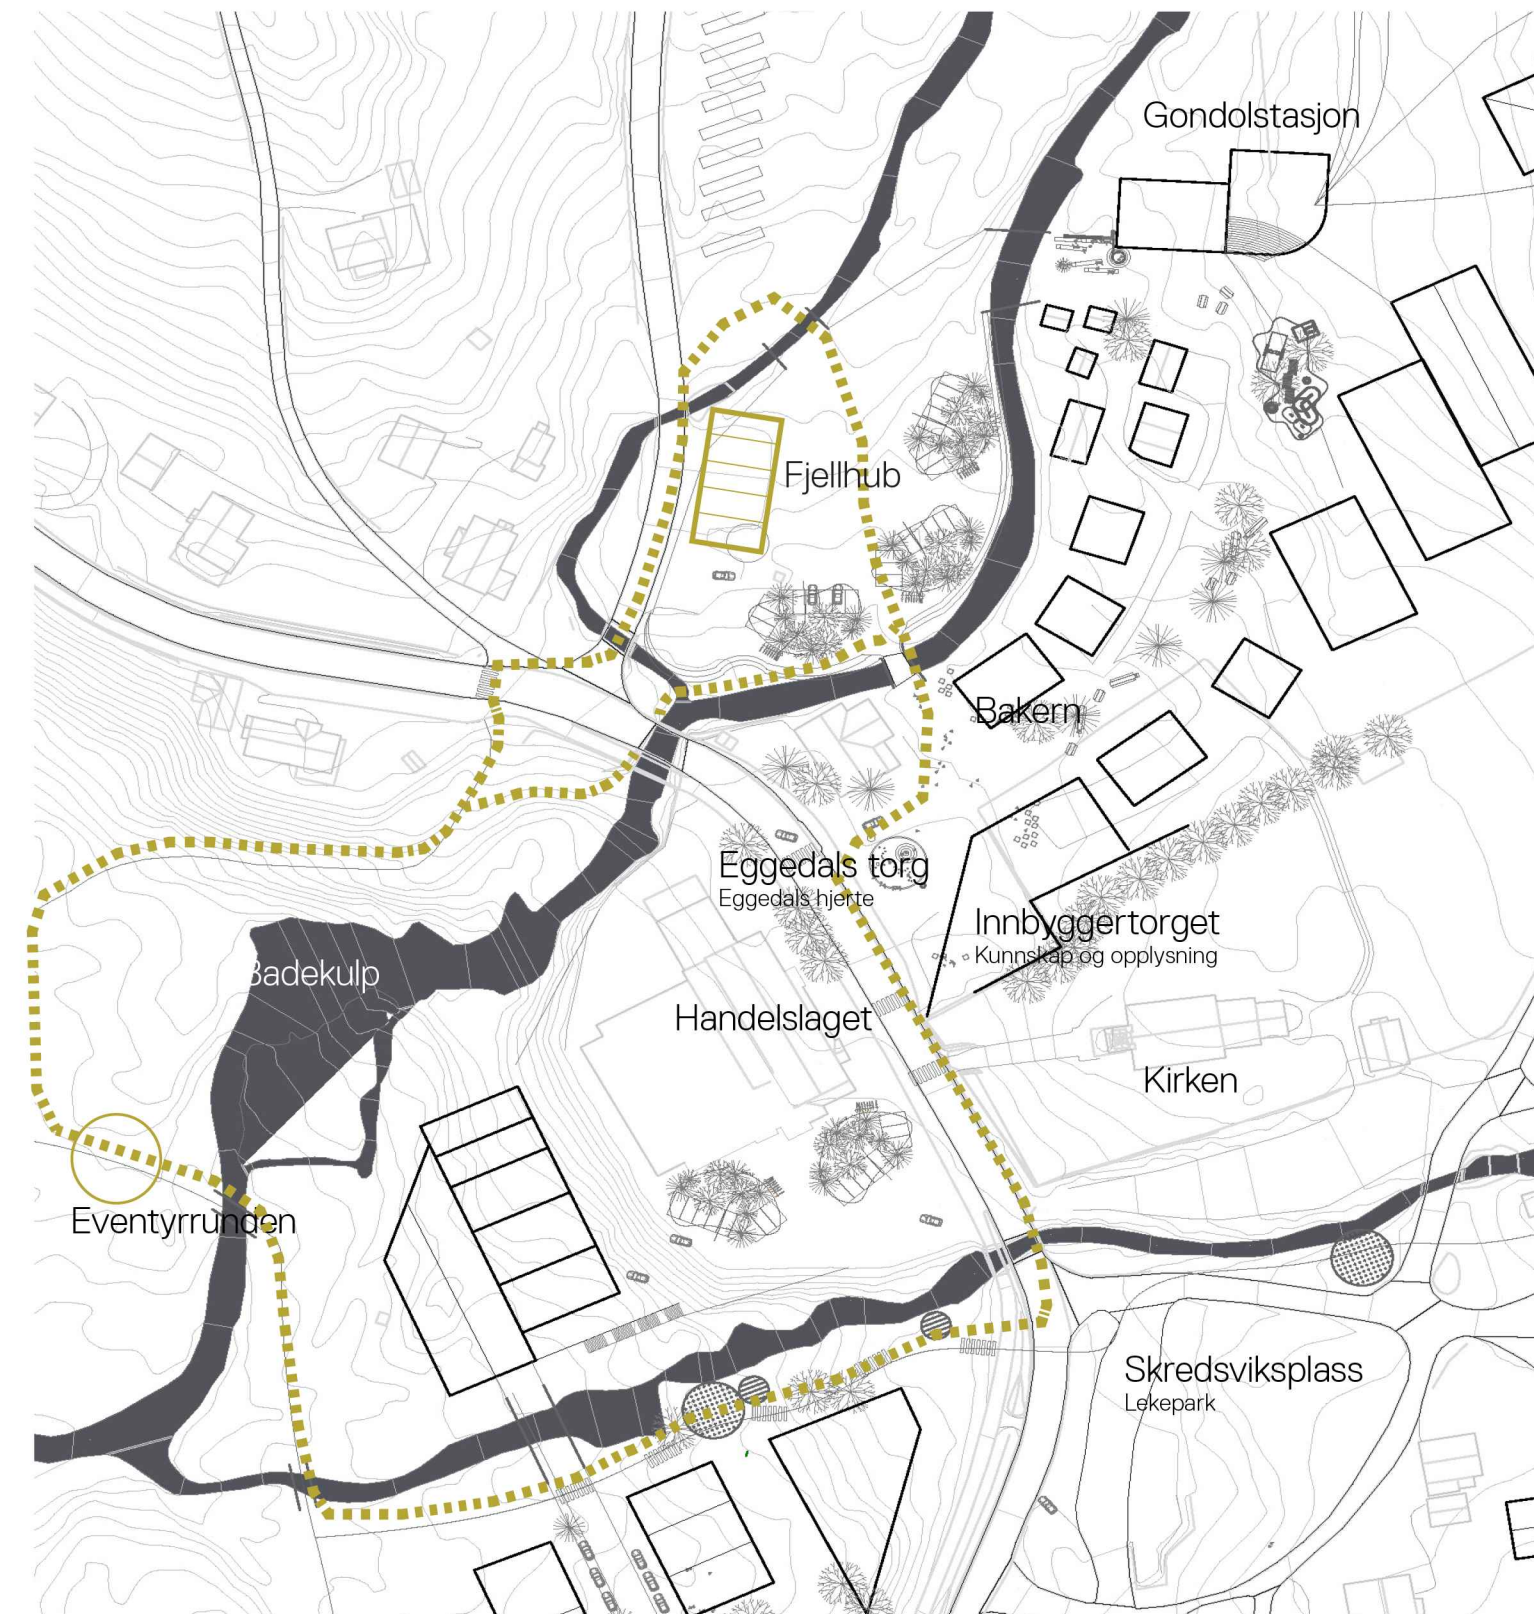 Gondolstasjon
Fjellhub
Bakern
Eggedals torg
Eggedals hjerte
Innbyggertorget
Kunnskap og opplysning
Badekulp
Handelslaget
Kirken
Eventyrrunden
Skredsviksplass
Lekepark